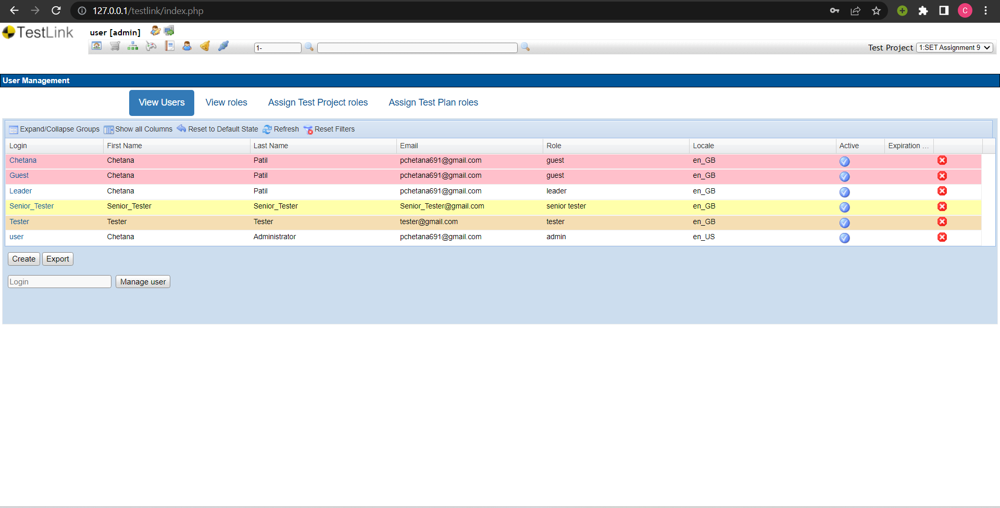 127.0.0.1/testlink/index.php
C
TestLink
user [admin]
1-
Test Project 1:SET Assignment 9
User Management
View Users View roles Assign Test Project roles Assign Test Plan roles
Expand/Collapse Groups Show all Columns Reset to Default State Refresh Reset Filters
Login First Name Last Name Email Role Locale Active Expiration ...
Chetana Chetana Patil pchetana691@gmail.com guest en_GB
Guest Chetana Patil pchetana691@gmail.com guest en_GB
Leader Chetana Patil pchetana691@gmail.com leader en_GB
Senior_Tester Senior_Tester Senior_Tester Senior_Tester@gmail.com senior tester en_GB
Tester Tester Tester tester@gmail.com tester en_GB
user Chetana Administrator pchetana691@gmail.com admin en_US
Create Export
Login Manage user